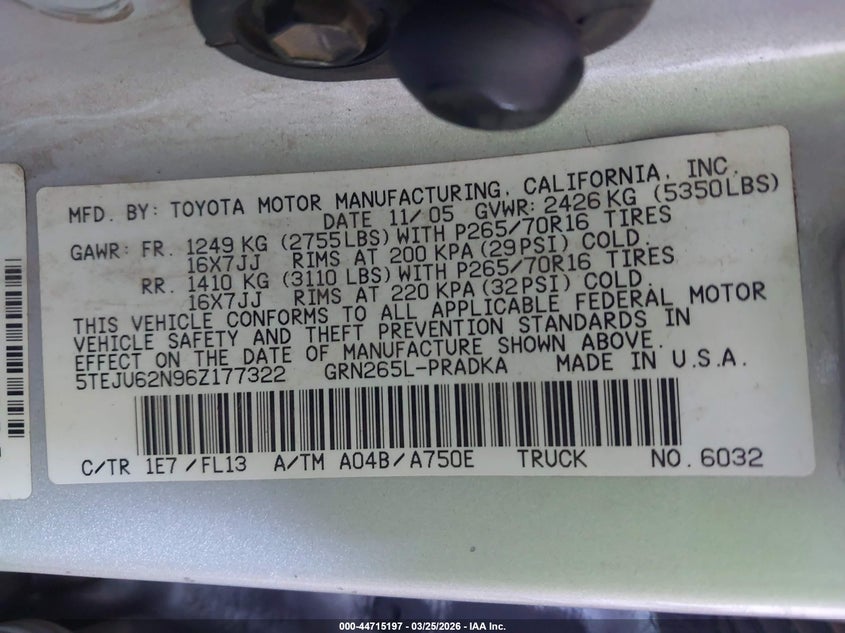 MFD. BY: TOYOTA MOTOR MANUFACTURING, CALIFORNIA, INC.
DATE 11/05 GVWR: 2426 KG (5350LBS)
GAWR: FR. 1249 KG (2755LBS) WITH P265/70R16 TIRES
16X7JJ RIMS AT 200 KPA (29PSI) COLD.
RR. 1410 KG (3110 LBS) WITH P265/70R16 TIRES
16X7JJ RIMS AT 220 KPA (32PSI) COLD.
THIS VEHICLE CONFORMS TO ALL APPLICABLE FEDERAL MOTOR
VEHICLE SAFETY AND THEFT PREVENTION STANDARDS IN
EFFECT ON THE DATE OF MANUFACTURE SHOWN ABOVE.
5TEJU62N96Z177322 GRN265L-PRADKA MADE IN U.S.A.
C/TR 1E7/FL13 A/TM A04B/A750E TRUCK NO. 6032
000-44715197 - 03/25/2026 - IAA Inc.